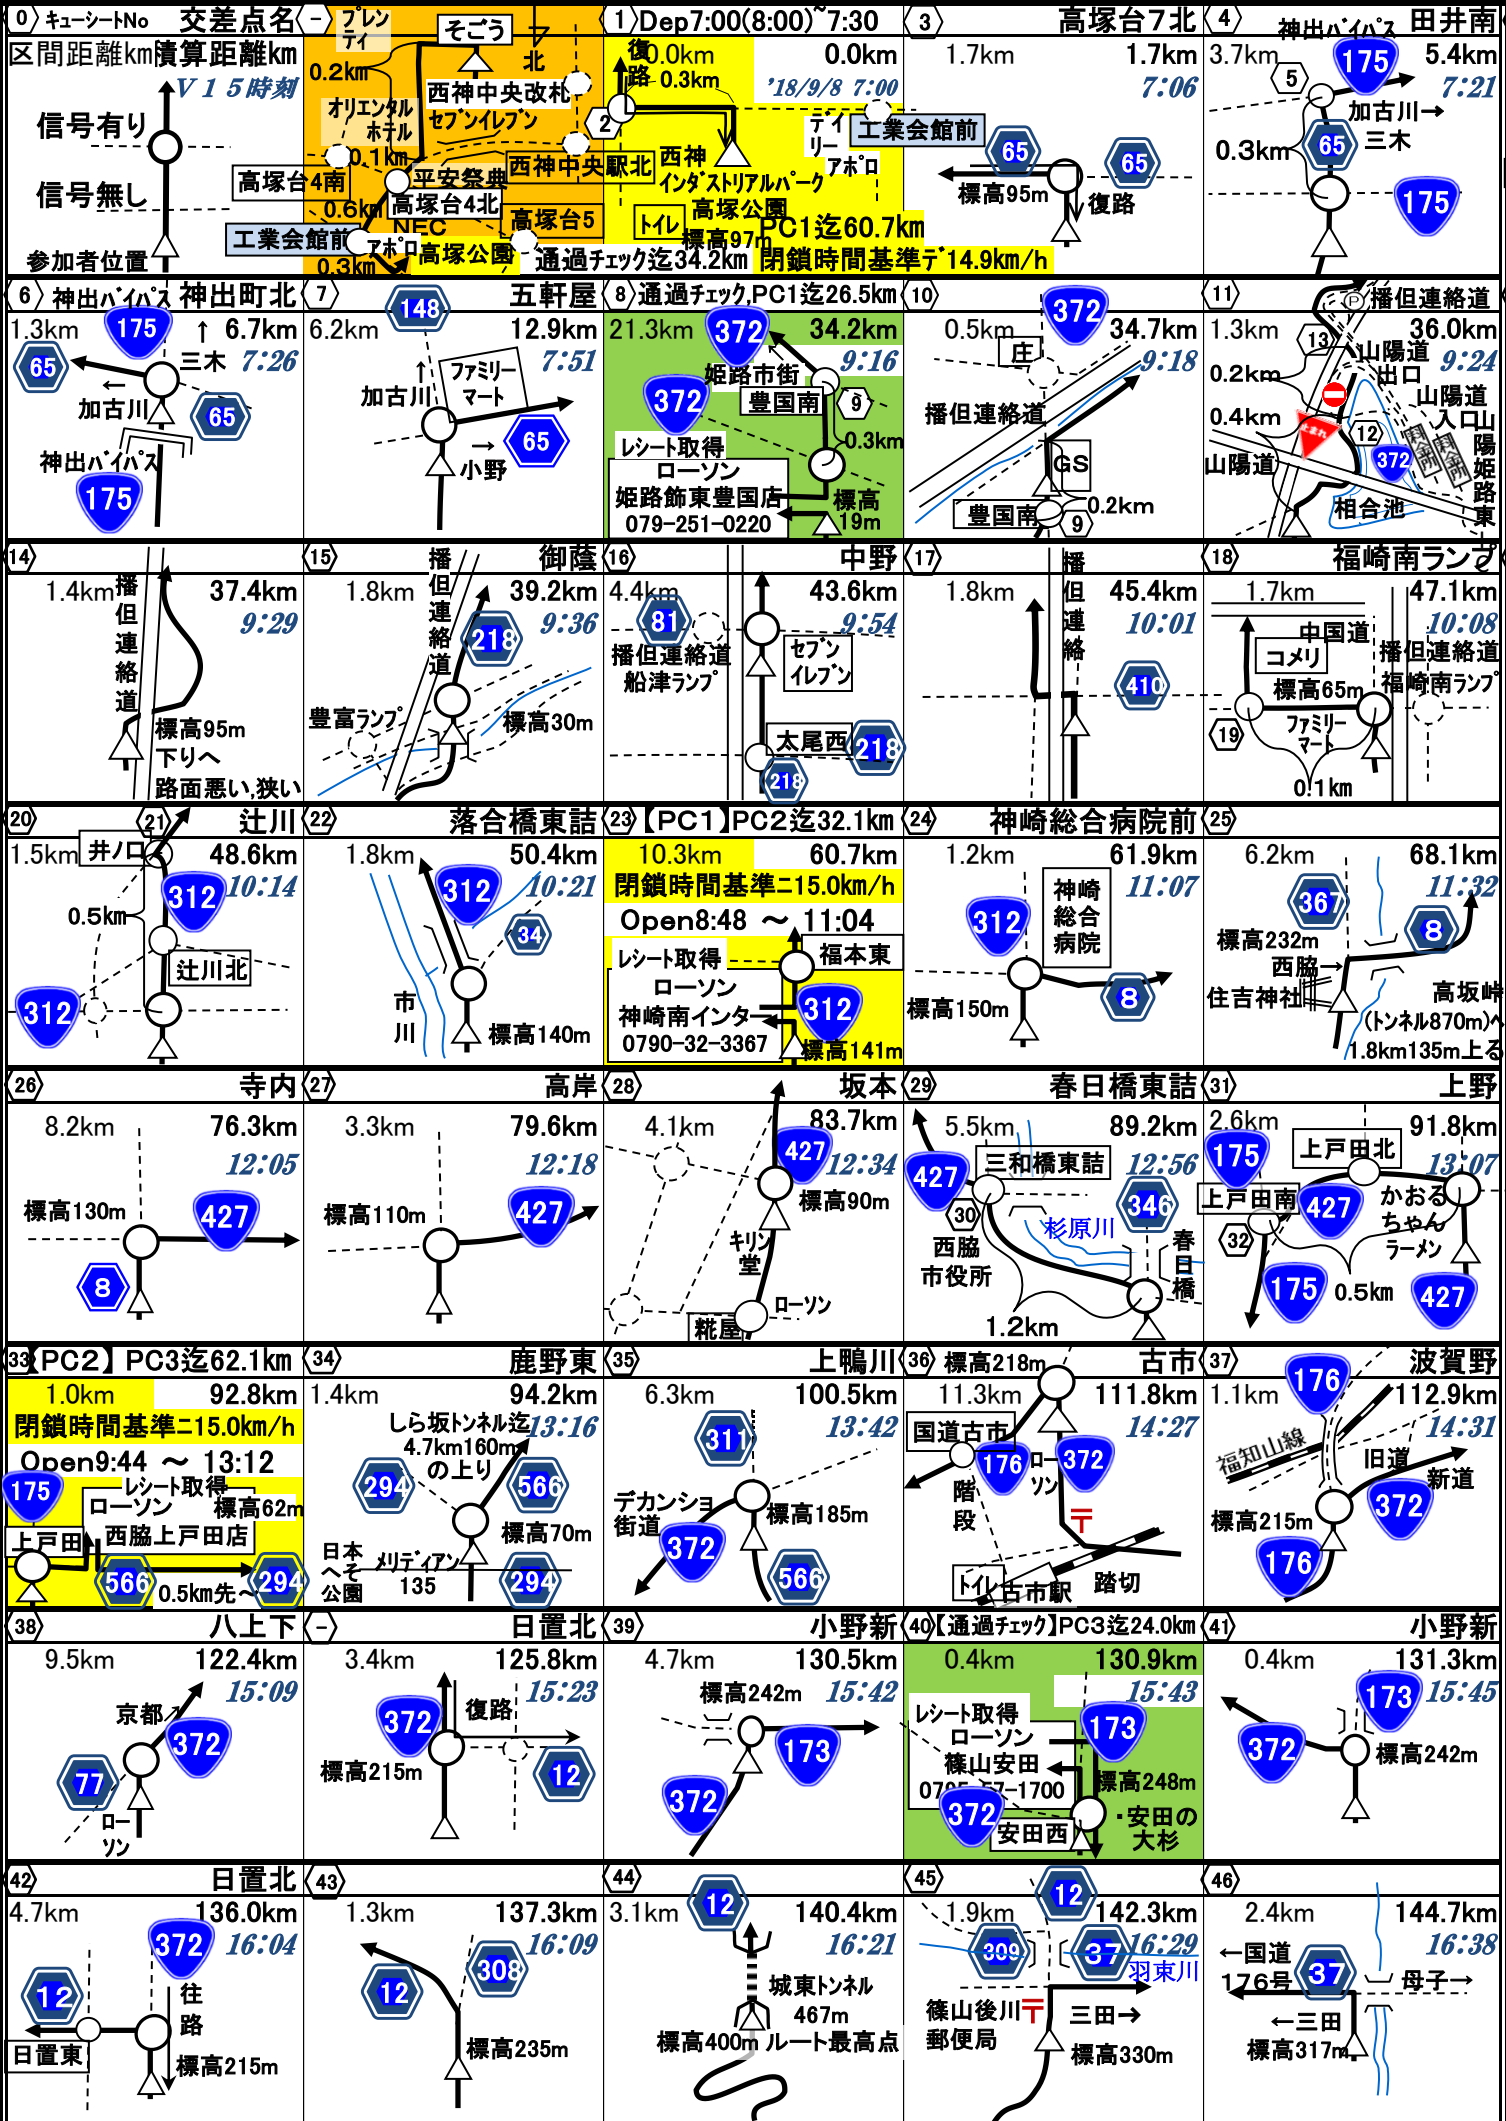 0 キューシートNo 交差点名
区間距離km 積算距離km
V15時刻
信号有り
信号無し
参加者位置
-
プレンティ
そごう
北
0.2km
西神中央改札
オリエンタルホテル
セブンイレブン
0.1km
西神中央駅北
高塚台4南
平安祭典
高塚台4北
0.6km
NEC
高塚台5
工業会館前
アポロ
高塚公園
0.3km
1 Dep7:00(8:00)~7:30
復路
0.0km 0.0km
0.3km
'18/9/8 7:00
2
デイリー
アポロ
工業会館前
西神
インダストリアルパーク
高塚公園
トイレ
標高97m
PC1迄60.7km
通過チェック迄34.2km 閉鎖時間基準デ14.9km/h
3 高塚台7北
1.7km 1.7km
7:06
65
65
標高95m
復路
4 田井南
神出バイパス
3.7km 5.4km
175
7:21
5
加古川→
三木
0.3km
65
175
6 神出バイパス 神出町北
1.3km 6.7km
175
↑
三木
7:26
65
←
加古川
65
神出バイパス
175
7 五軒屋
148
6.2km 12.9km
7:51
ファミリーマート
加古川
↑
→
小野
65
8 通過チェック,PC1迄26.5km
21.3km 34.2km
372
9:16
姫路市街
372
豊国南
9
0.3km
レシート取得
ローソン
姫路飾東豊国店
079-251-0220
標高
19m
10
0.5km 34.7km
372
9:18
庄
播但連絡道
GS
0.2km
豊国南
9
11
P
播但連絡道
1.3km 36.0km
13
山陽道
出口
9:24
0.2km
0.4km
止まれ
山陽道
入口
12
料金所
料金所
372
山陽道
相合池
山陽姫路東
14
1.4km 37.4km
9:29
播但連絡道
標高95m
下りへ
路面悪い,狭い
15 御蔭
1.8km 39.2km
9:36
播但連絡道
218
豊富ランプ
標高30m
16 中野
4.4km 43.6km
9:54
81
播但連絡道
船津ランプ
セブンイレブン
太尾西
218
218
17
1.8km 45.4km
10:01
播但連絡
410
18 福崎南ランプ
1.7km 47.1km
10:08
中国道
コメリ
播但連絡道
福崎南ランプ
標高65m
19
ファミリーマート
0.1km
20 辻川
21
1.5km 48.6km
井ノ口
10:14
312
0.5km
辻川北
312
22 落合橋東詰
1.8km 50.4km
10:21
312
34
市川
標高140m
23 【PC1】PC2迄32.1km
10.3km 60.7km
閉鎖時間基準ニ15.0km/h
Open8:48 ～ 11:04
レシート取得
福本東
ローソン
神崎南インター
0790-32-3367
312
標高141m
24 神崎総合病院前
1.2km 61.9km
11:07
312
神崎総合病院
標高150m
8
25
6.2km 68.1km
11:32
367
8
標高232m
西脇→
住吉神社
高坂峠
(トンネル870m)へ
1.8km135m上る
26 寺内
8.2km 76.3km
12:05
標高130m
427
8
27 高岸
3.3km 79.6km
12:18
標高110m
427
28 坂本
4.1km 83.7km
427
12:34
標高90m
キリン堂
ローソン
糀屋
29 春日橋東詰
5.5km 89.2km
12:56
427
三和橋東詰
346
30
杉原川
西脇
市役所
春日橋
1.2km
31 上野
2.6km 91.8km
13:07
175
上戸田北
上戸田南
427
かおるちゃんラーメン
32
175
0.5km
427
33 【PC2】 PC3迄62.1km
1.0km 92.8km
閉鎖時間基準ニ15.0km/h
Open9:44 ～ 13:12
175
レシート取得
ローソン
標高62m
西脇上戸田店
上戸田
566
0.5km先～
294
34 鹿野東
1.4km 94.2km
しら坂トンネル迄
13:16
4.7km160m
の上り
294
566
標高70m
日本へそ公園
メリディアン
135
294
35 上鴨川
6.3km 100.5km
13:42
311
デカンショ街道
標高185m
372
566
36 標高218m 古市
11.3km 111.8km
14:27
国道古市
176
ローソン
372
階段
〒
トイレ
古市駅
踏切
37 波賀野
1.1km 112.9km
176
14:31
福知山線
旧道
新道
372
標高215m
176
38 八上下
9.5km 122.4km
15:09
京都
372
77
ローソン
- 日置北
3.4km 125.8km
15:23
372
復路
標高215m
12
39 小野新
4.7km 130.5km
標高242m
15:42
173
372
40 【通過チェック】PC3迄24.0km
0.4km 130.9km
15:43
レシート取得
ローソン
篠山安田
173
標高248m
372
安田西
・安田の
大杉
41 小野新
0.4km 131.3km
15:45
173
372
標高242m
42 日置北
4.7km 136.0km
16:04
372
12
往路
日置東
標高215m
43
1.3km 137.3km
16:09
308
12
標高235m
44
12
3.1km 140.4km
16:21
城東トンネル
467m
標高400m ルート最高点
45
12
1.9km 142.3km
16:29
309
37
羽束川
篠山後川
郵便局
〒
三田→
標高330m
46
2.4km 144.7km
16:38
←国道
176号
37
母子→
←三田
標高317m